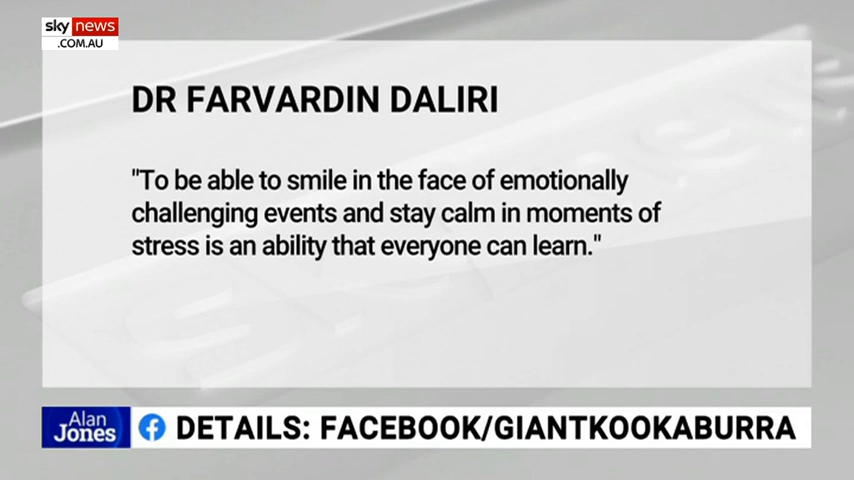 sky news
.COM.AU
DR FARVARDIN DALIRI
"To be able to smile in the face of emotionally
challenging events and stay calm in moments of
stress is an ability that everyone can learn."
Alan
Jones
DETAILS: FACEBOOK/GIANTKOOKABURRA